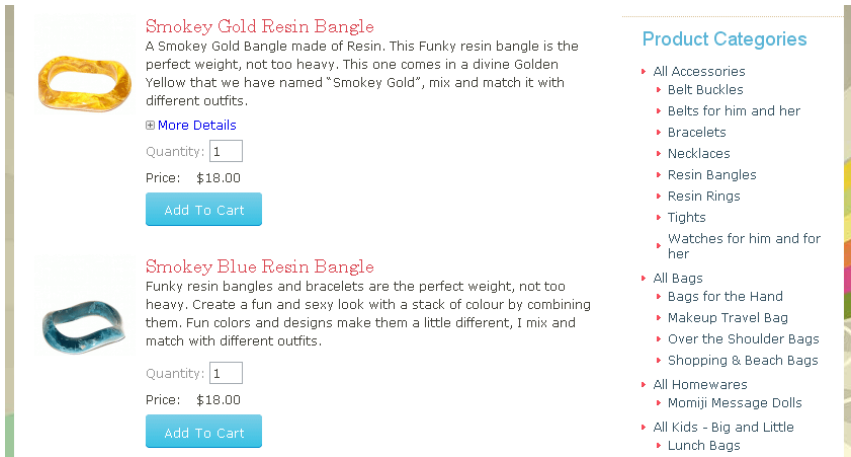 Smokey Gold Resin Bangle
A Smokey Gold Bangle made of Resin. This Funky resin bangle is the
perfect weight, not too heavy. This one comes in a divine Golden
Yellow that we have named “Smokey Gold”, mix and match it with
different outfits.
More Details
Quantity: 1
Price: $18.00
Add To Cart
Smokey Blue Resin Bangle
Funky resin bangles and bracelets are the perfect weight, not too
heavy. Create a fun and sexy look with a stack of colour by combining
them. Fun colors and designs make them a little different, I mix and
match with different outfits.
Quantity: 1
Price: $18.00
Add To Cart
Product Categories
All Accessories
Belt Buckles
Belts for him and her
Bracelets
Necklaces
Resin Bangles
Resin Rings
Tights
Watches for him and for
her
All Bags
Bags for the Hand
Makeup Travel Bag
Over the Shoulder Bags
Shopping & Beach Bags
All Homewares
Momiji Message Dolls
All Kids - Big and Little
Lunch Bags